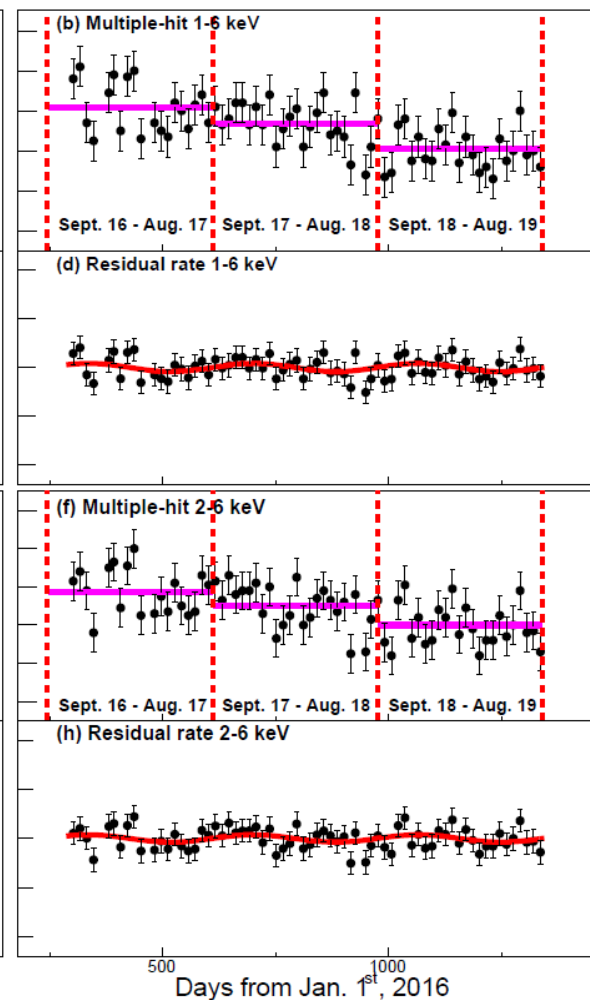 (b) Multiple-hit 1-6 keV
Sept. 16 - Aug. 17 Sept. 17 - Aug. 18 Sept. 18 - Aug. 19
(d) Residual rate 1-6 keV
(f) Multiple-hit 2-6 keV
Sept. 16 - Aug. 17 Sept. 17 - Aug. 18 Sept. 18 - Aug. 19
(h) Residual rate 2-6 keV
500 1000
Days from Jan. 1st, 2016